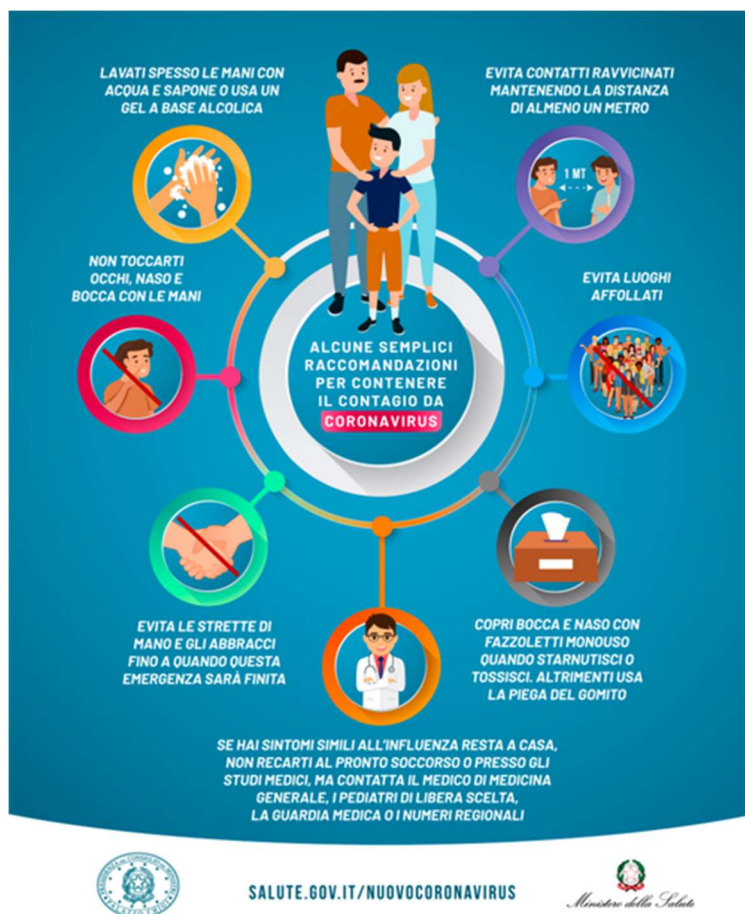 LAVATI SPESSO LE MANI CON
ACQUA E SAPONE O USA UN
GEL A BASE ALCOLICA
EVITA CONTATTI RAVVICINATI
MANTENENDO LA DISTANZA
DI ALMENO UN METRO
1 MT
NON TOCCARTI
OCCHI, NASO E
BOCCA CON LE MANI
EVITA LUOGHI
AFFOLLATI
ALCUNE SEMPLICI
RACCOMANDAZIONI
PER CONTENERE
IL CONTAGIO DA
CORONAVIRUS
EVITA LE STRETTE DI
MANO E GLI ABBRACCI
FINO A QUANDO QUESTA
EMERGENZA SARÀ FINITA
COPRI BOCCA E NASO CON
FAZZOLETTI MONOUSO
QUANDO STARNUTISCI O
TOSSISCI. ALTRIMENTI USA
LA PIEGA DEL GOMITO
SE HAI SINTOMI SIMILI ALL'INFLUENZA RESTA A CASA,
NON RECARTI AL PRONTO SOCCORSO O PRESSO GLI
STUDI MEDICI, MA CONTATTA IL MEDICO DI MEDICINA
GENERALE, I PEDIATRI DI LIBERA SCELTA,
LA GUARDIA MEDICA O I NUMERI REGIONALI
SALUTE.GOV.IT/NUOVOCORONAVIRUS
Ministero della Salute